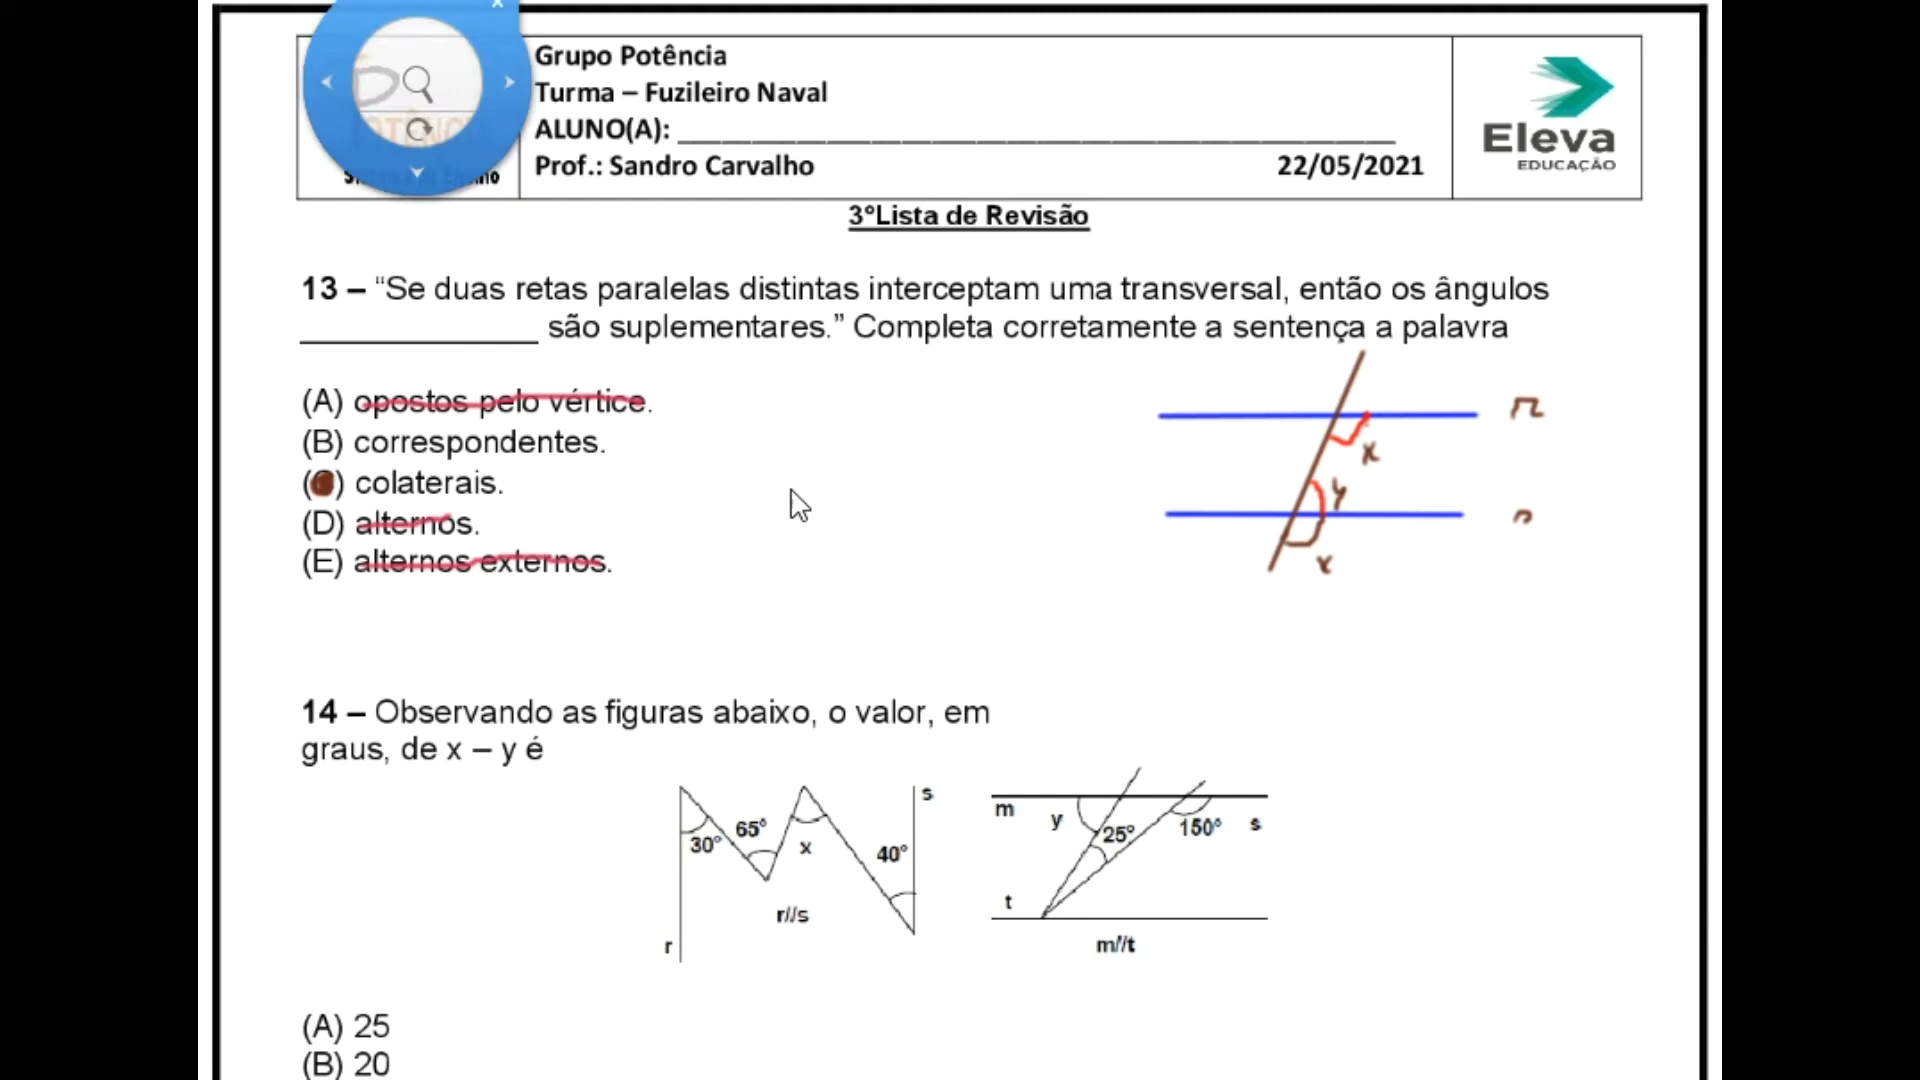 x
Grupo Potência
Turma – Fuzileiro Naval
ALUNO(A): ______________________________________________
Prof.: Sandro Carvalho 22/05/2021
Eleva
EDUCAÇÃO
3°Lista de Revisão
13 – “Se duas retas paralelas distintas interceptam uma transversal, então os ângulos
_____________ são suplementares.” Completa corretamente a sentença a palavra
(A) opostos pelo vértice.
(B) correspondentes.
( ) colaterais.
(D) alternos.
(E) alternos externos.
r
x
y
x
14 – Observando as figuras abaixo, o valor, em
graus, de x – y é
s
30°
65°
x
40°
r//s
r
m
y
25°
150°
s
t
m//t
(A) 25
(B) 20